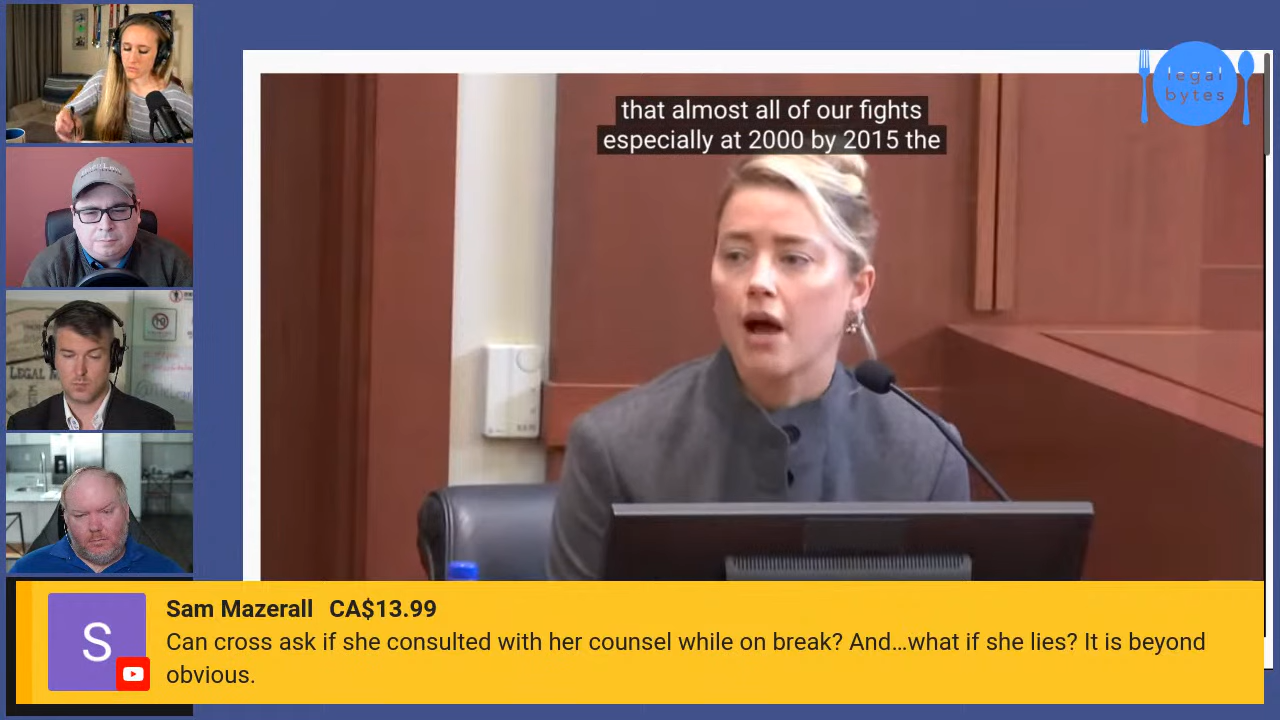 legal
bytes
that almost all of our fights
especially at 2000 by 2015 the
LEGAL
Sam Mazerall CA$13.99
Can cross ask if she consulted with her counsel while on break? And...what if she lies? It is beyond
obvious.
S